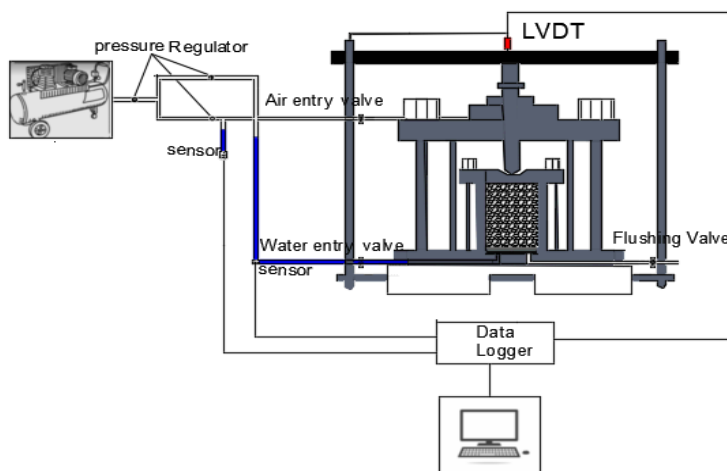 LVDT
pressure Regulator
Air entry valve
sensor
Water entry valve
Flushing Valve
sensor
Data
Logger